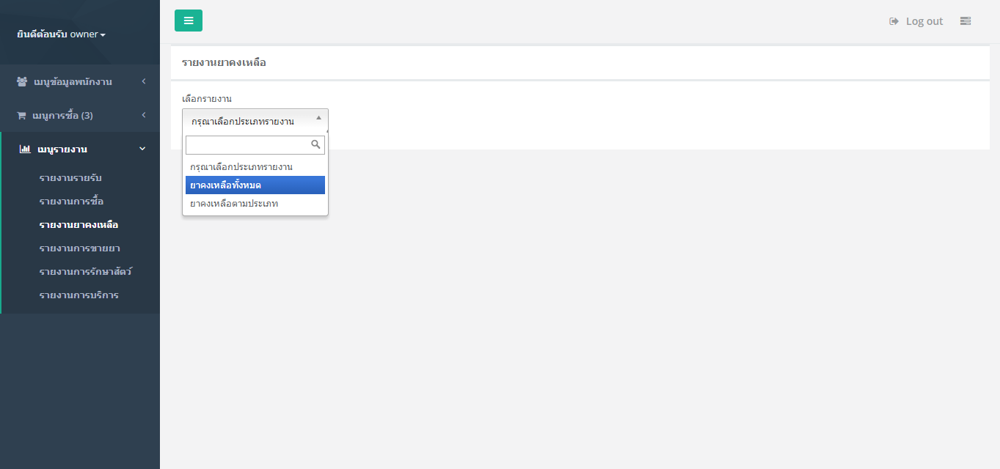 ยินดีต้อนรับ owner
เมนูข้อมูลพนักงาน
เมนูการซื้อ (3)
เมนูรายงาน
รายงานรายรับ
รายงานการซื้อ
รายงานยาคงเหลือ
รายงานการขายยา
รายงานการรักษาสัตว์
รายงานการบริการ
Log out
รายงานยาคงเหลือ
เลือกรายงาน
กรุณาเลือกประเภทรายงาน
กรุณาเลือกประเภทรายงาน
ยาคงเหลือทั้งหมด
ยาคงเหลือตามประเภท